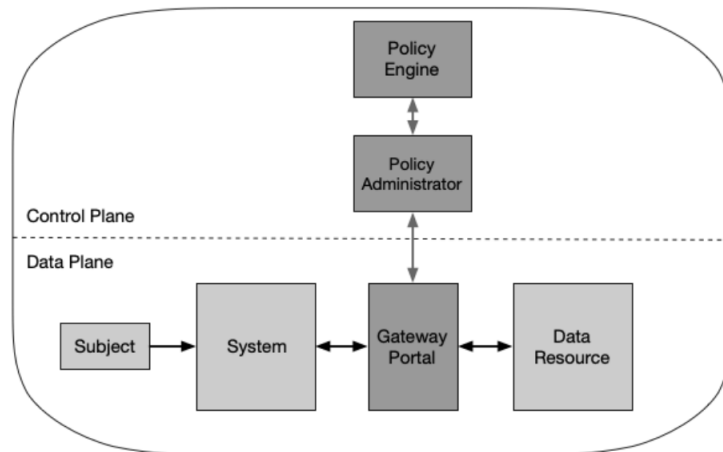 Policy
Engine
Policy
Administrator
Control Plane
Data Plane
Subject
System
Gateway
Portal
Data
Resource